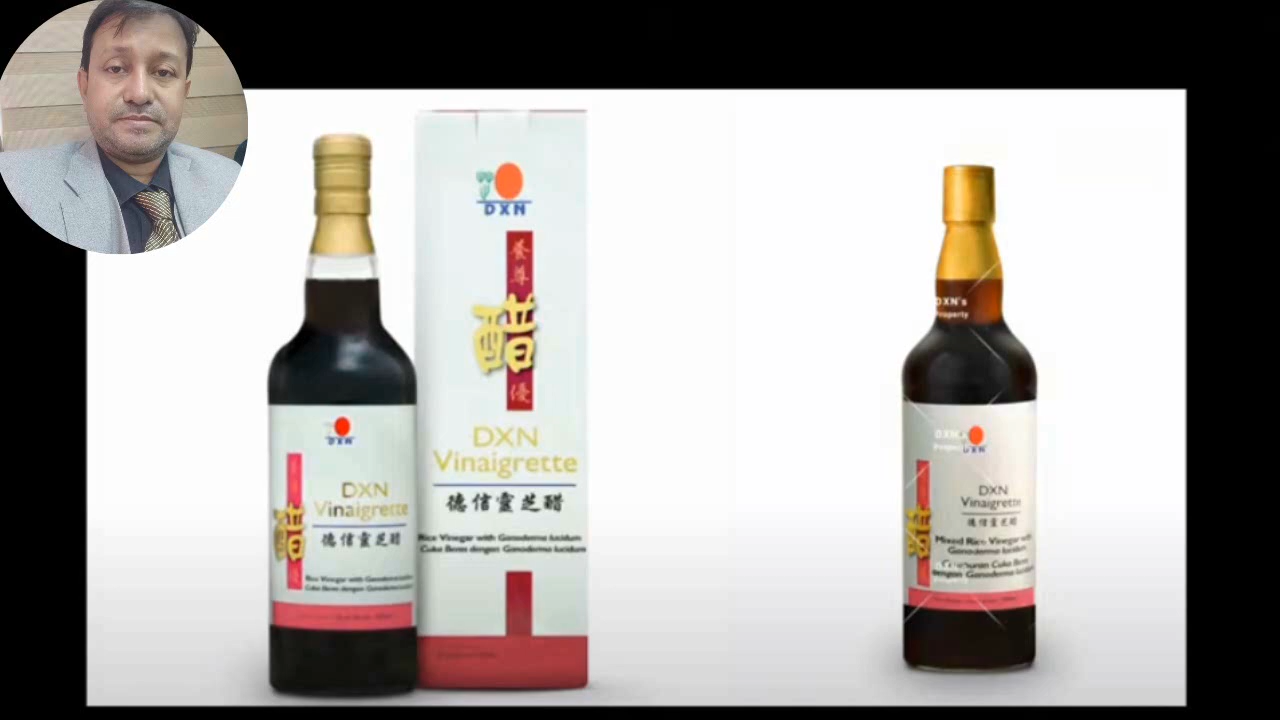 DXN
養
尊
醋
優
DXN
Vinaigrette
德信靈芝醋
Rice Vinegar with Ganoderma lucidum
Cuka Beras dengan Ganoderma lucidum
DXN
醋
DXN
Vinaigrette
德信靈芝醋
Rice Vinegar with Ganoderma lucidum
Cuka Beras dengan Ganoderma lucidum
DXN's
Property
DXN's
Property
DXN
醋
DXN
Vinaigrette
德信靈芝醋
Mixed Rice Vinegar with
Ganoderma lucidum
Campuran Cuka Beras
dengan Ganoderma lucidum